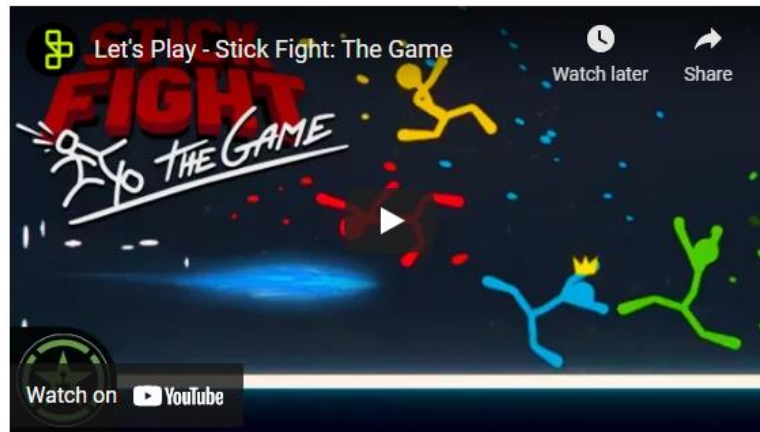 Let's Play - Stick Fight: The Game
Watch later
Share
STICK
FIGHT
THE GAME
Watch on YouTube